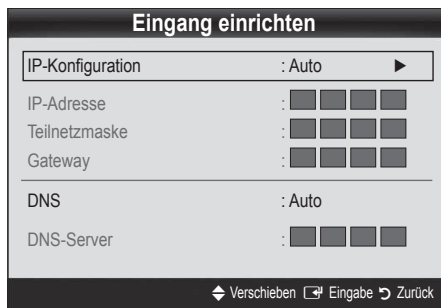 Eingang einrichten
IP-Konfiguration : Auto ►
IP-Adresse :
Teilnetzmaske :
Gateway :
DNS : Auto
DNS-Server :
Verschieben Eingabe Zurück